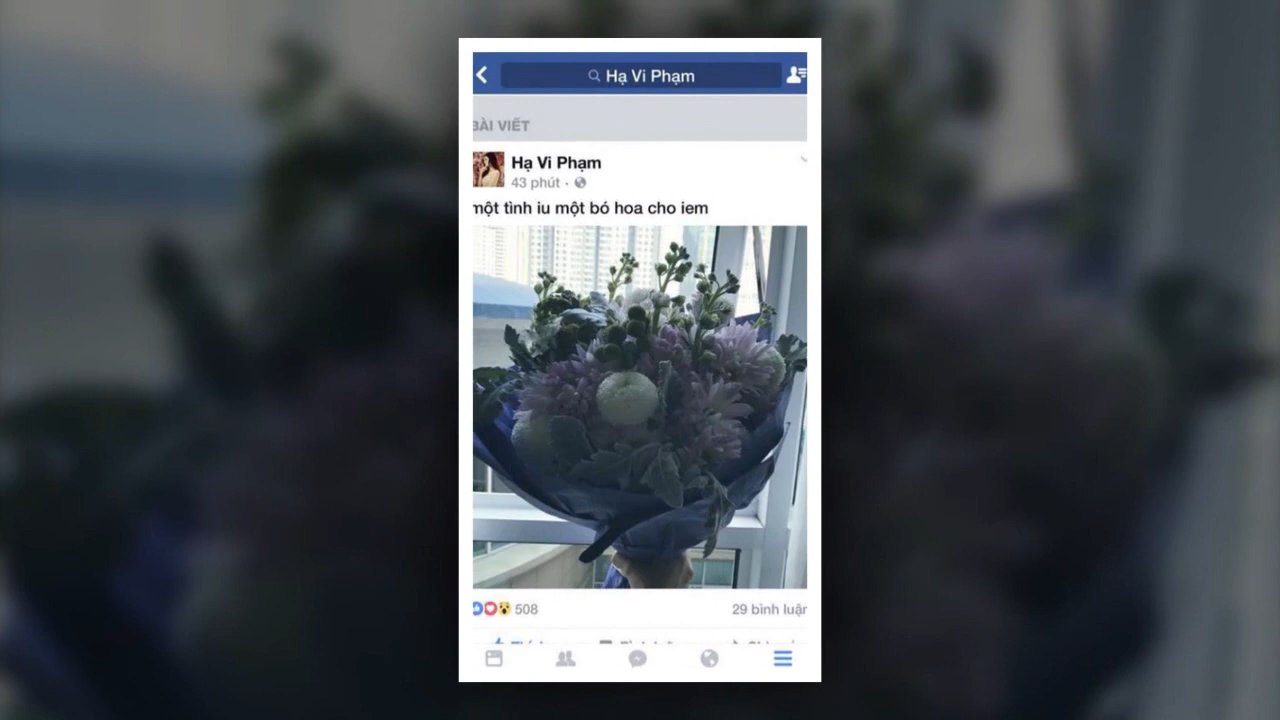 Hạ Vi Phạm
BÀI VIẾT
Hạ Vi Phạm
43 phút ·
một tình iu một bó hoa cho iem
508
29 bình luận